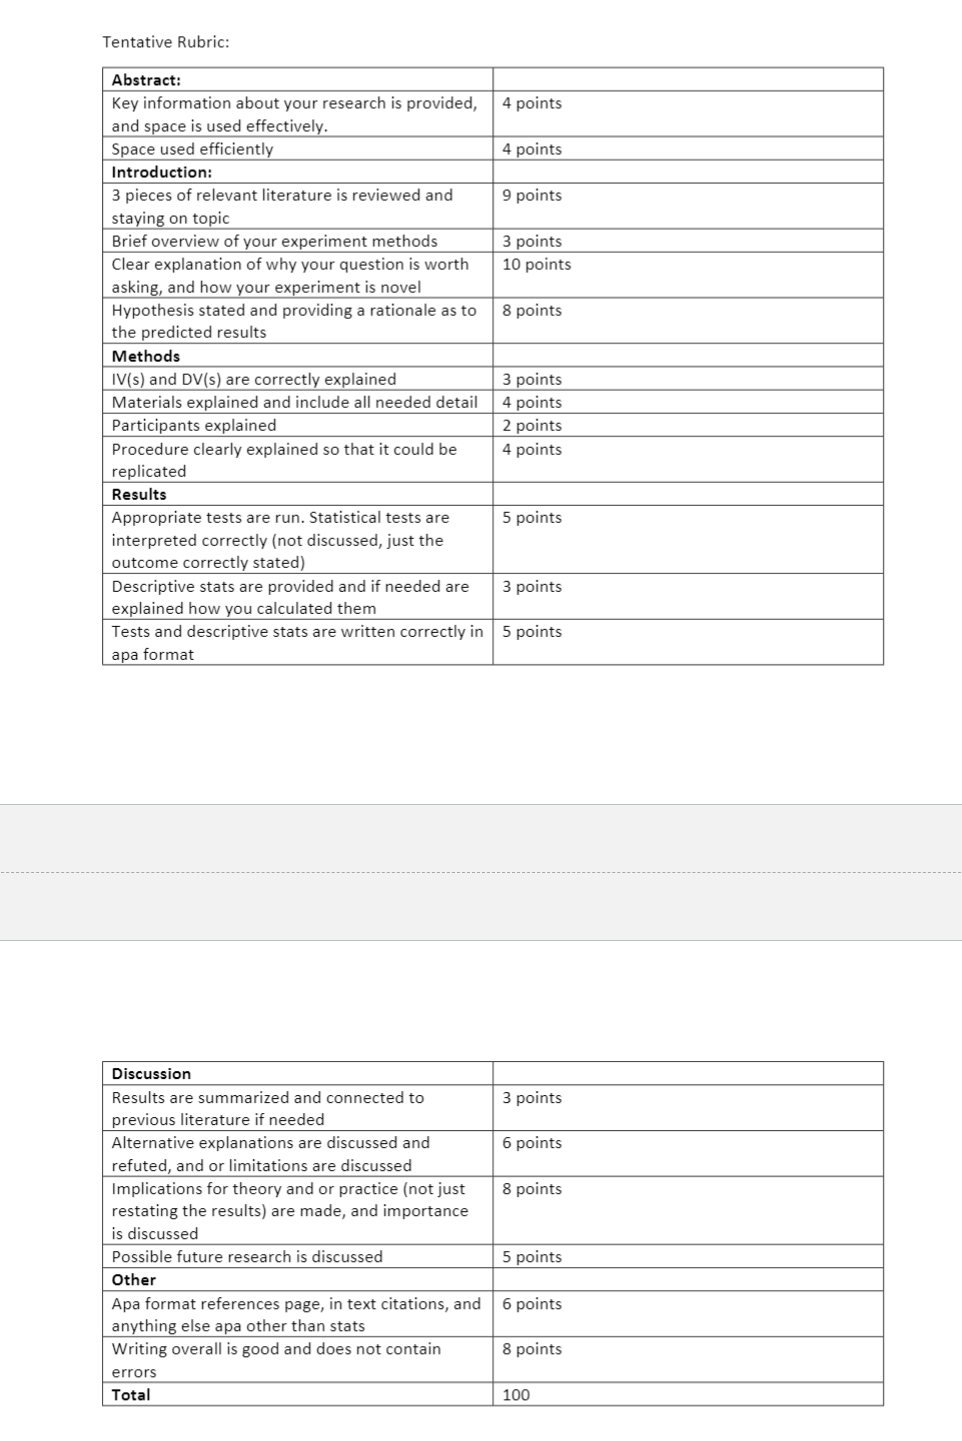 Tentative Rubric:
Abstract:
Key information about your research is provided, 4 points
and space is used effectively.
Space used efficiently 4 points
Introduction:
3 pieces of relevant literature is reviewed and 9 points
staying on topic
Brief overview of your experiment methods 3 points
Clear explanation of why your question is worth 10 points
asking, and how your experiment is novel
Hypothesis stated and providing a rationale as to 8 points
the predicted results
Methods
IV(s) and DV(s) are correctly explained 3 points
Materials explained and include all needed detail 4 points
Participants explained 2 points
Procedure clearly explained so that it could be 4 points
replicated
Results
Appropriate tests are run. Statistical tests are 5 points
interpreted correctly (not discussed, just the
outcome correctly stated)
Descriptive stats are provided and if needed are 3 points
explained how you calculated them
Tests and descriptive stats are written correctly in 5 points
apa format
Discussion
Results are summarized and connected to 3 points
previous literature if needed
Alternative explanations are discussed and 6 points
refuted, and or limitations are discussed
Implications for theory and or practice (not just 8 points
restating the results) are made, and importance
is discussed
Possible future research is discussed 5 points
Other
Apa format references page, in text citations, and 6 points
anything else apa other than stats
Writing overall is good and does not contain 8 points
errors
Total 100